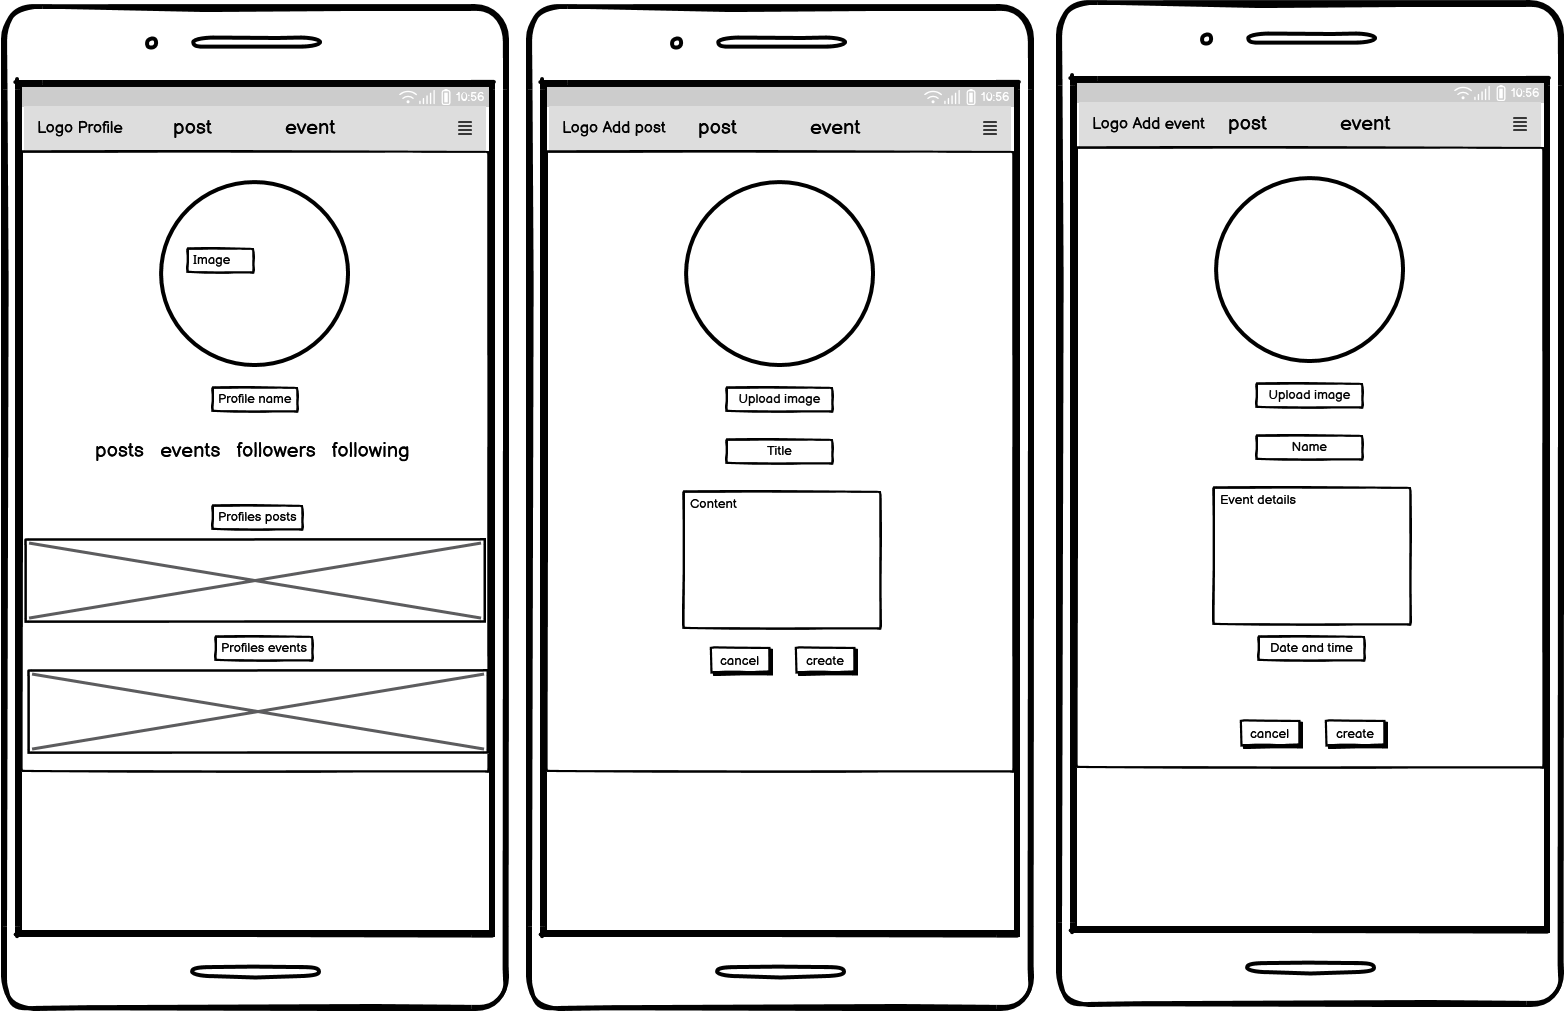 10:56
Logo Profile post event
Image
Profile name
posts events followers following
Profiles posts
Profiles events
10:56
Logo Add post post event
Upload image
Title
Content
cancel create
10:56
Logo Add event post event
Upload image
Name
Event details
Date and time
cancel create